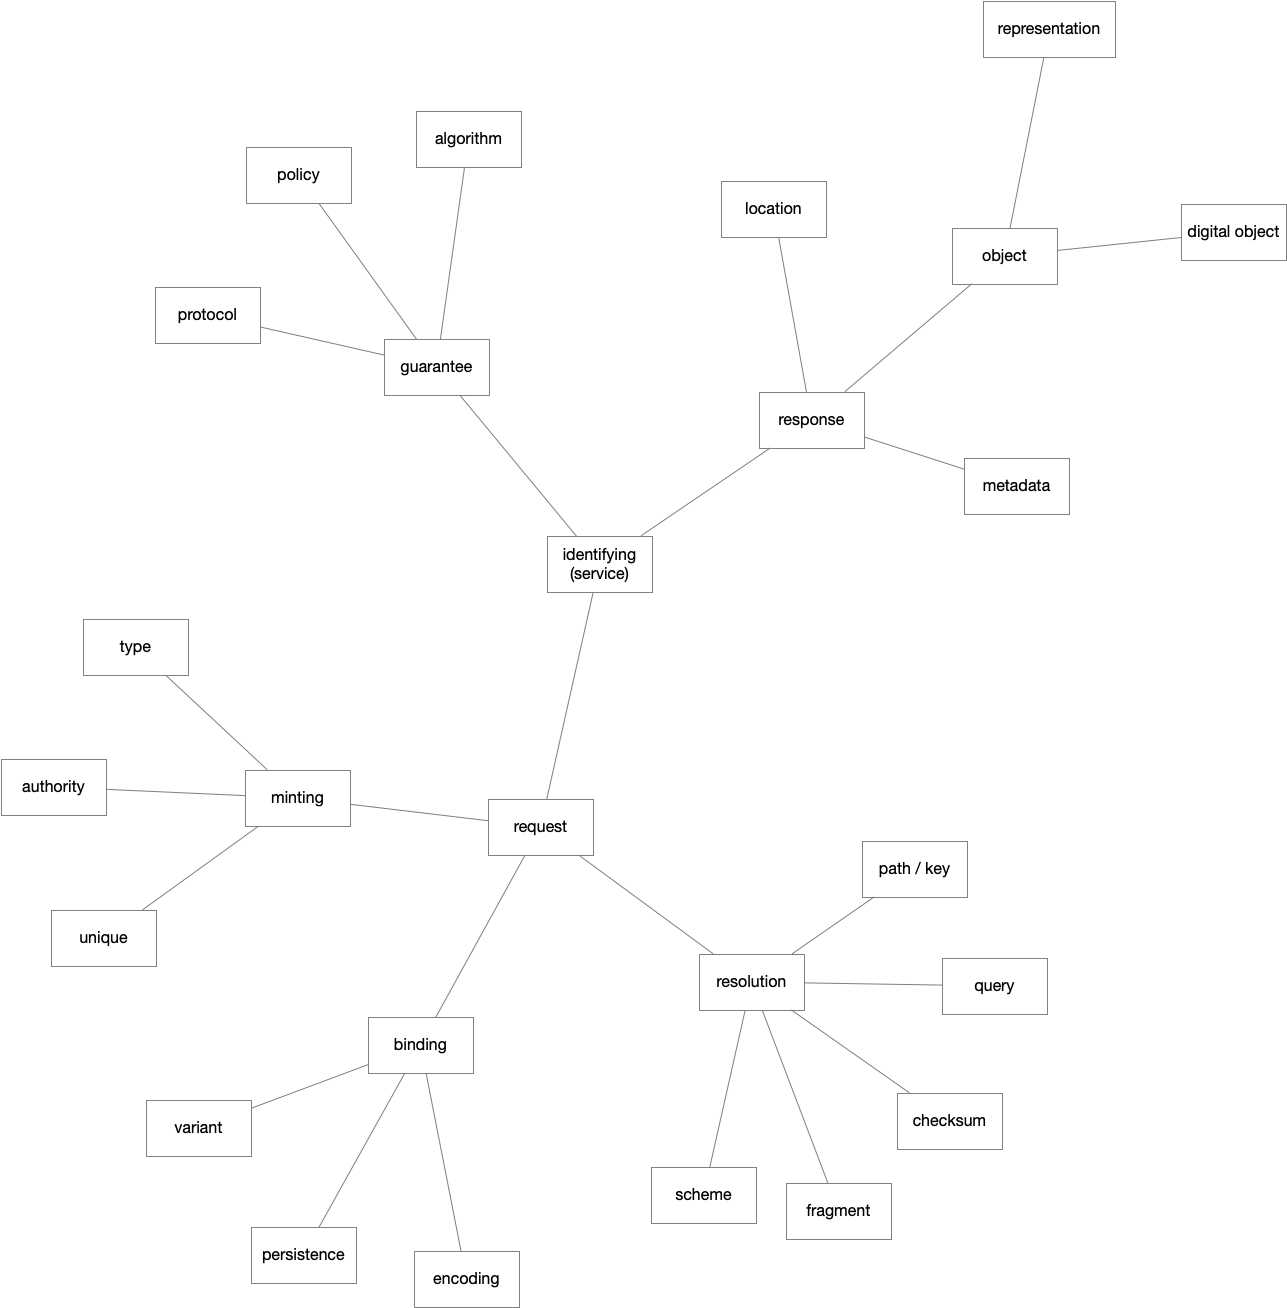 representation
algorithm
policy
location
digital object
object
protocol
guarantee
response
metadata
identifying
(service)
type
authority
minting
request
path / key
unique
resolution
query
binding
checksum
variant
scheme
fragment
persistence
encoding